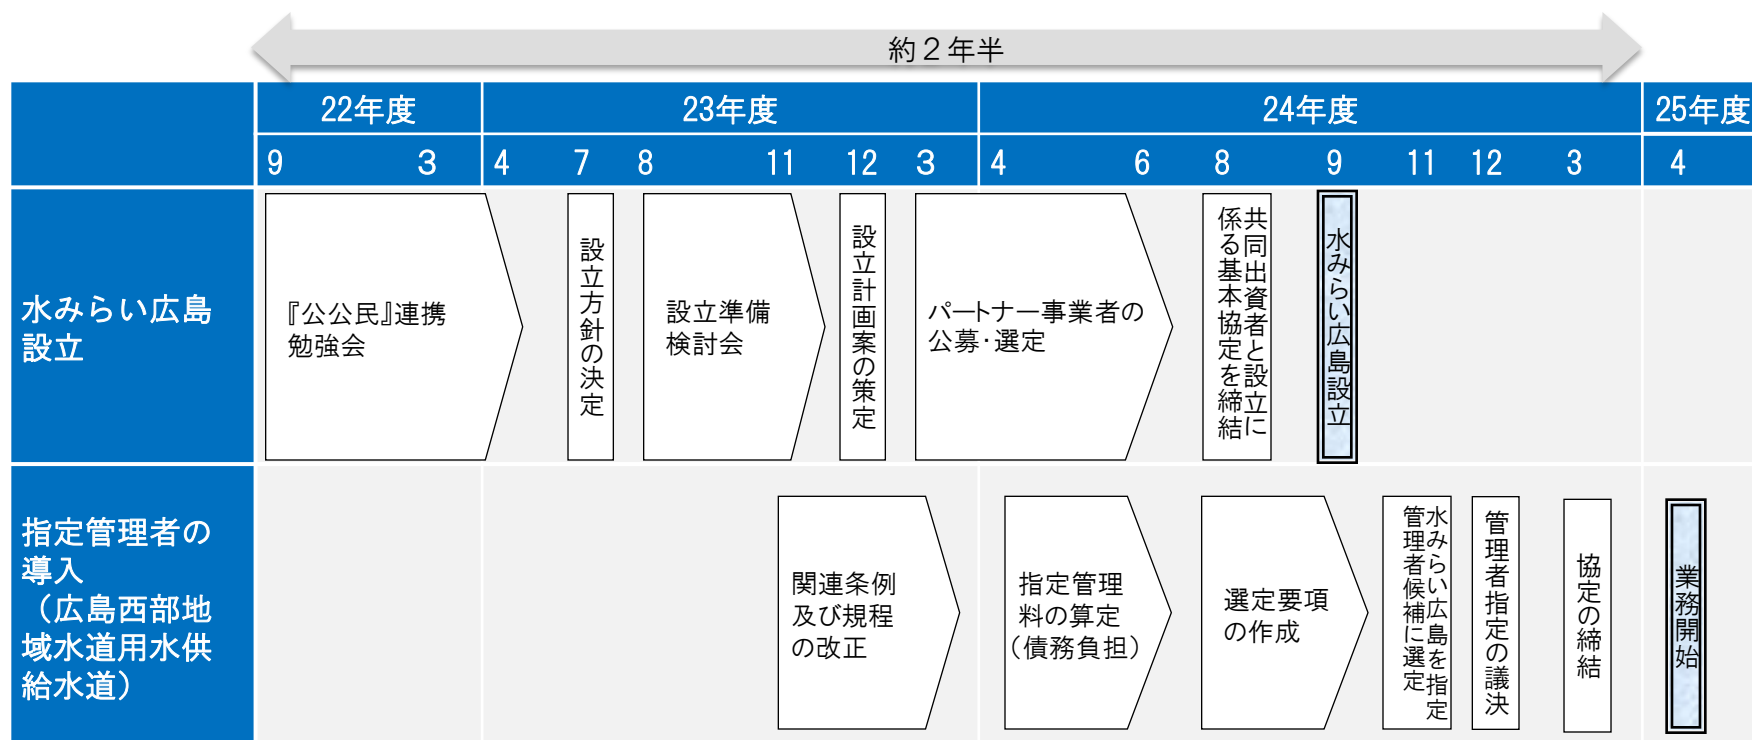 約２年半
22年度
23年度
24年度
25年度
9
3
4
7
8
11
12
3
4
6
8
9
11
12
3
4
水みらい広島
設立
『公公民』連携
勉強会
設立方針の決定
設立準備
検討会
設立計画案の策定
パートナー事業者の
公募・選定
共同出資者と設立に
係る基本協定を締結
水みらい広島設立
指定管理者の
導入
（広島西部地
域水道用水供
給水道）
関連条例
及び規程
の改正
指定管理
料の算定
（債務負担）
選定要項
の作成
水みらい広島を指定
管理者候補に選定
管理者指定の議決
協定の締結
業務開始